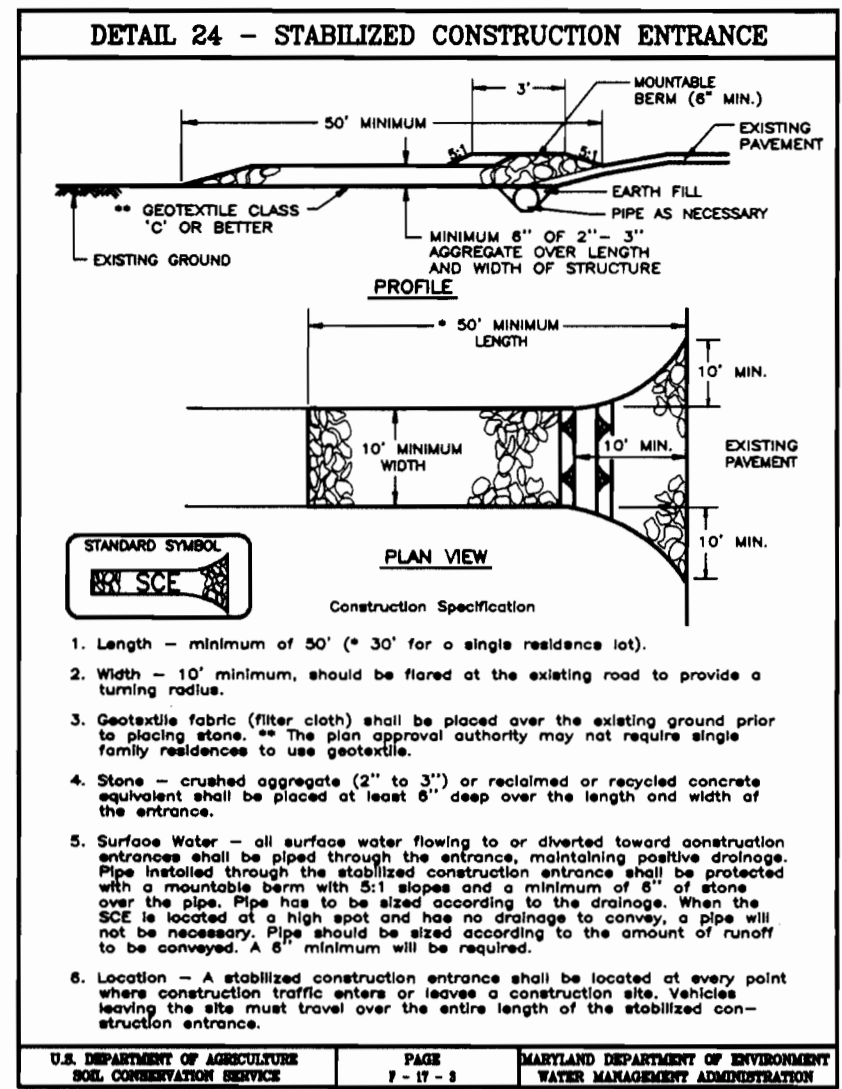 DETAIL 24 – STABILIZED CONSTRUCTION ENTRANCE
3'
MOUNTABLE
BERM (6" MIN.)
50' MINIMUM
5:1
5:1
EXISTING
PAVEMENT
EARTH FILL
** GEOTEXTILE CLASS
'C' OR BETTER
PIPE AS NECESSARY
MINIMUM 6" OF 2"– 3"
AGGREGATE OVER LENGTH
AND WIDTH OF STRUCTURE
EXISTING GROUND
PROFILE
* 50' MINIMUM
LENGTH
10' MIN.
10' MINIMUM
WIDTH
10' MIN.
EXISTING
PAVEMENT
10' MIN.
STANDARD SYMBOL
SCE
PLAN VIEW
Construction Specification
1. Length – minimum of 50' (* 30' for a single residence lot).
2. Width – 10' minimum, should be flared at the existing road to provide a
turning radius.
3. Geotextile fabric (filter cloth) shall be placed over the existing ground prior
to placing stone. ** The plan approval authority may not require single
family residences to use geotextile.
4. Stone – crushed aggregate (2" to 3") or reclaimed or recycled concrete
equivalent shall be placed at least 6" deep over the length and width of
the entrance.
5. Surface Water – all surface water flowing to or diverted toward construction
entrances shall be piped through the entrance, maintaining positive drainage.
Pipe installed through the stabilized construction entrance shall be protected
with a mountable berm with 5:1 slopes and a minimum of 6" of stone
over the pipe. Pipe has to be sized according to the drainage. When the
SCE is located at a high spot and has no drainage to convey, a pipe will
not be necessary. Pipe should be sized according to the amount of runoff
to be conveyed. A 6" minimum will be required.
6. Location – A stabilized construction entrance shall be located at every point
where construction traffic enters or leaves a construction site. Vehicles
leaving the site must travel over the entire length of the stabilized con–
struction entrance.
U.S. DEPARTMENT OF AGRICULTURE
SOIL CONSERVATION SERVICE
PAGE
F – 17 – 3
MARYLAND DEPARTMENT OF ENVIRONMENT
WATER MANAGEMENT ADMINISTRATION